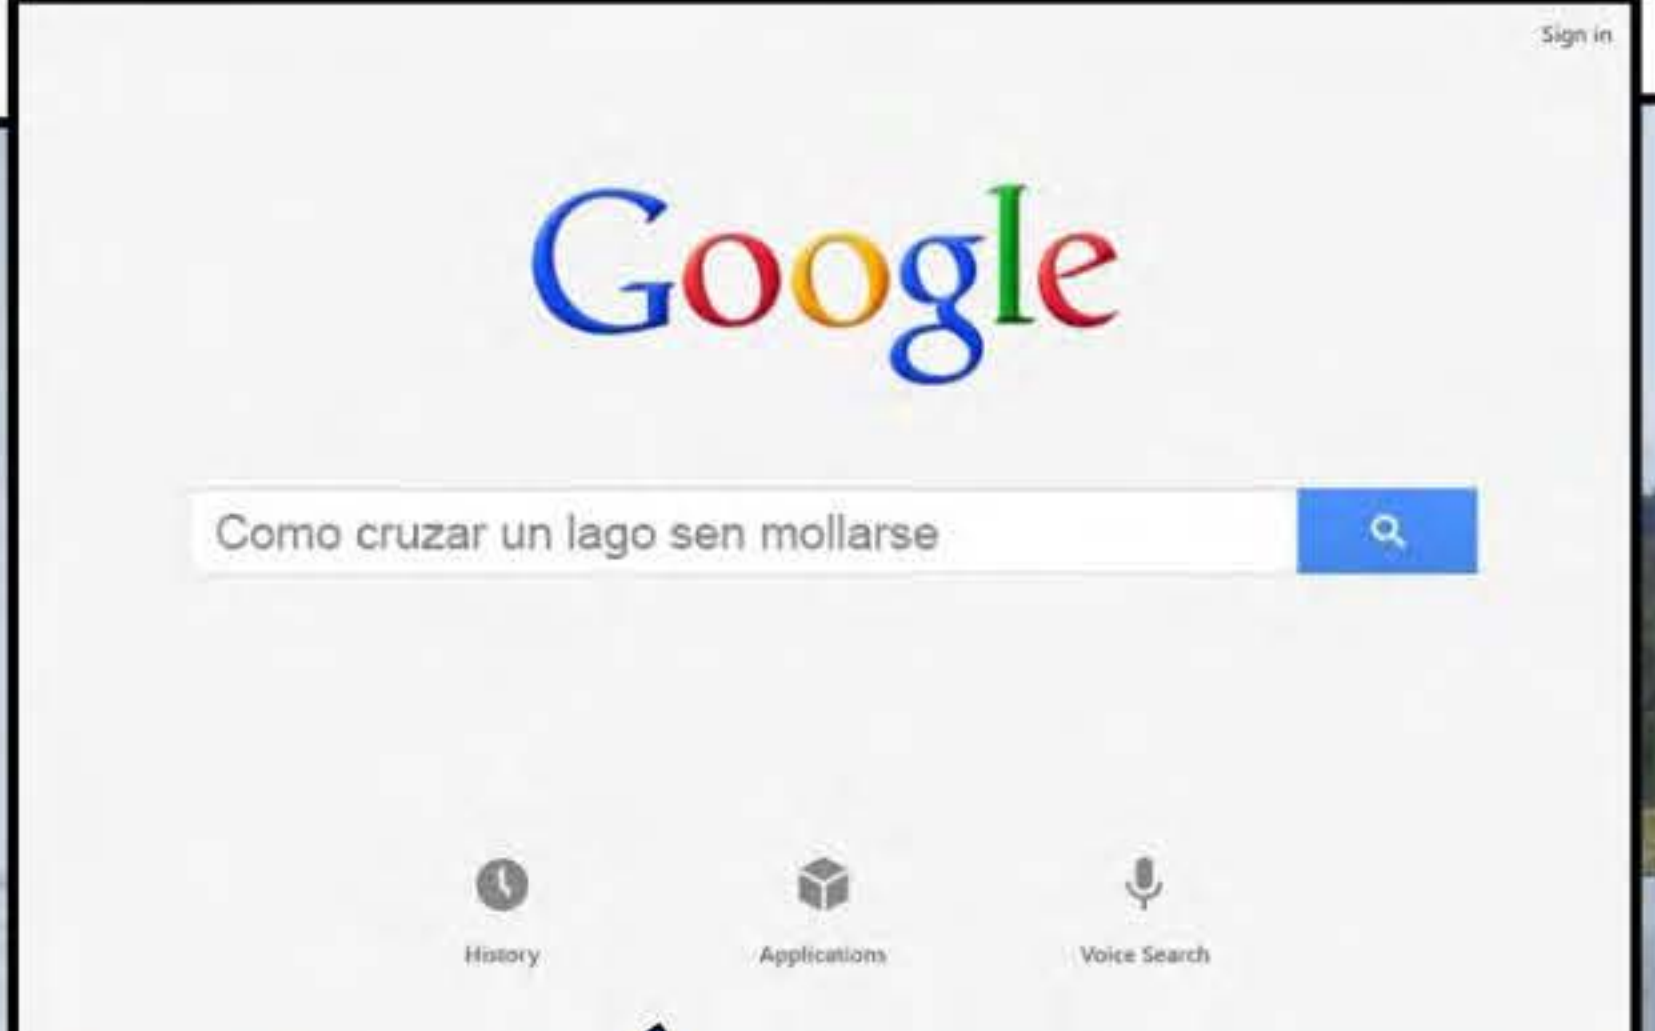 Sign in
Google
Como cruzar un lago sen mollarse
History
Applications
Voice Search